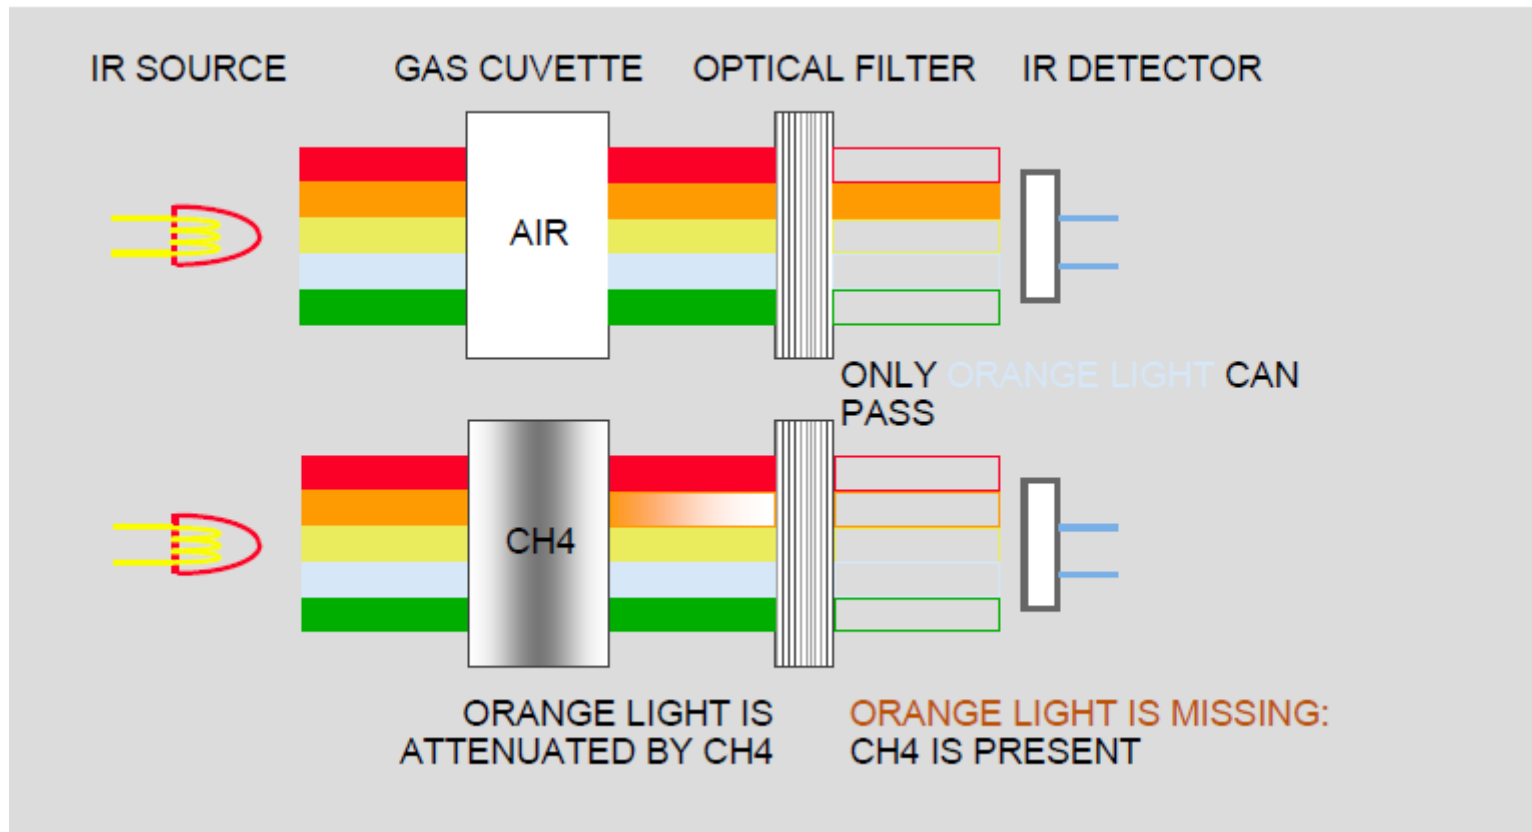 IR SOURCE GAS CUVETTE OPTICAL FILTER IR DETECTOR
AIR
ONLY ORANGE LIGHT CAN
PASS
CH4
ORANGE LIGHT IS
ATTENUATED BY CH4
ORANGE LIGHT IS MISSING:
CH4 IS PRESENT